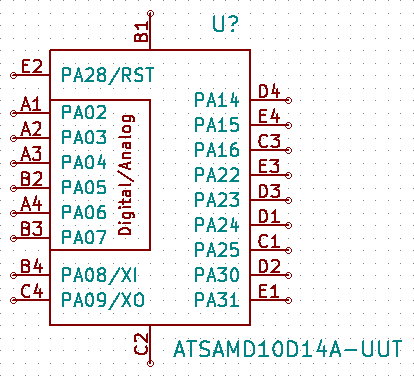 U?
B1
E2 PA28/RST
A1 PA02
A2 PA03
A3 PA04
B2 PA05
A4 PA06
B3 PA07
Digital/Analog
B4 PA08/XI
C4 PA09/XO
PA14 D4
PA15 E4
PA16 C3
PA22 E3
PA23 D3
PA24 D1
PA25 C1
PA30 D2
PA31 E1
C2
ATSAMD10D14A-UUT